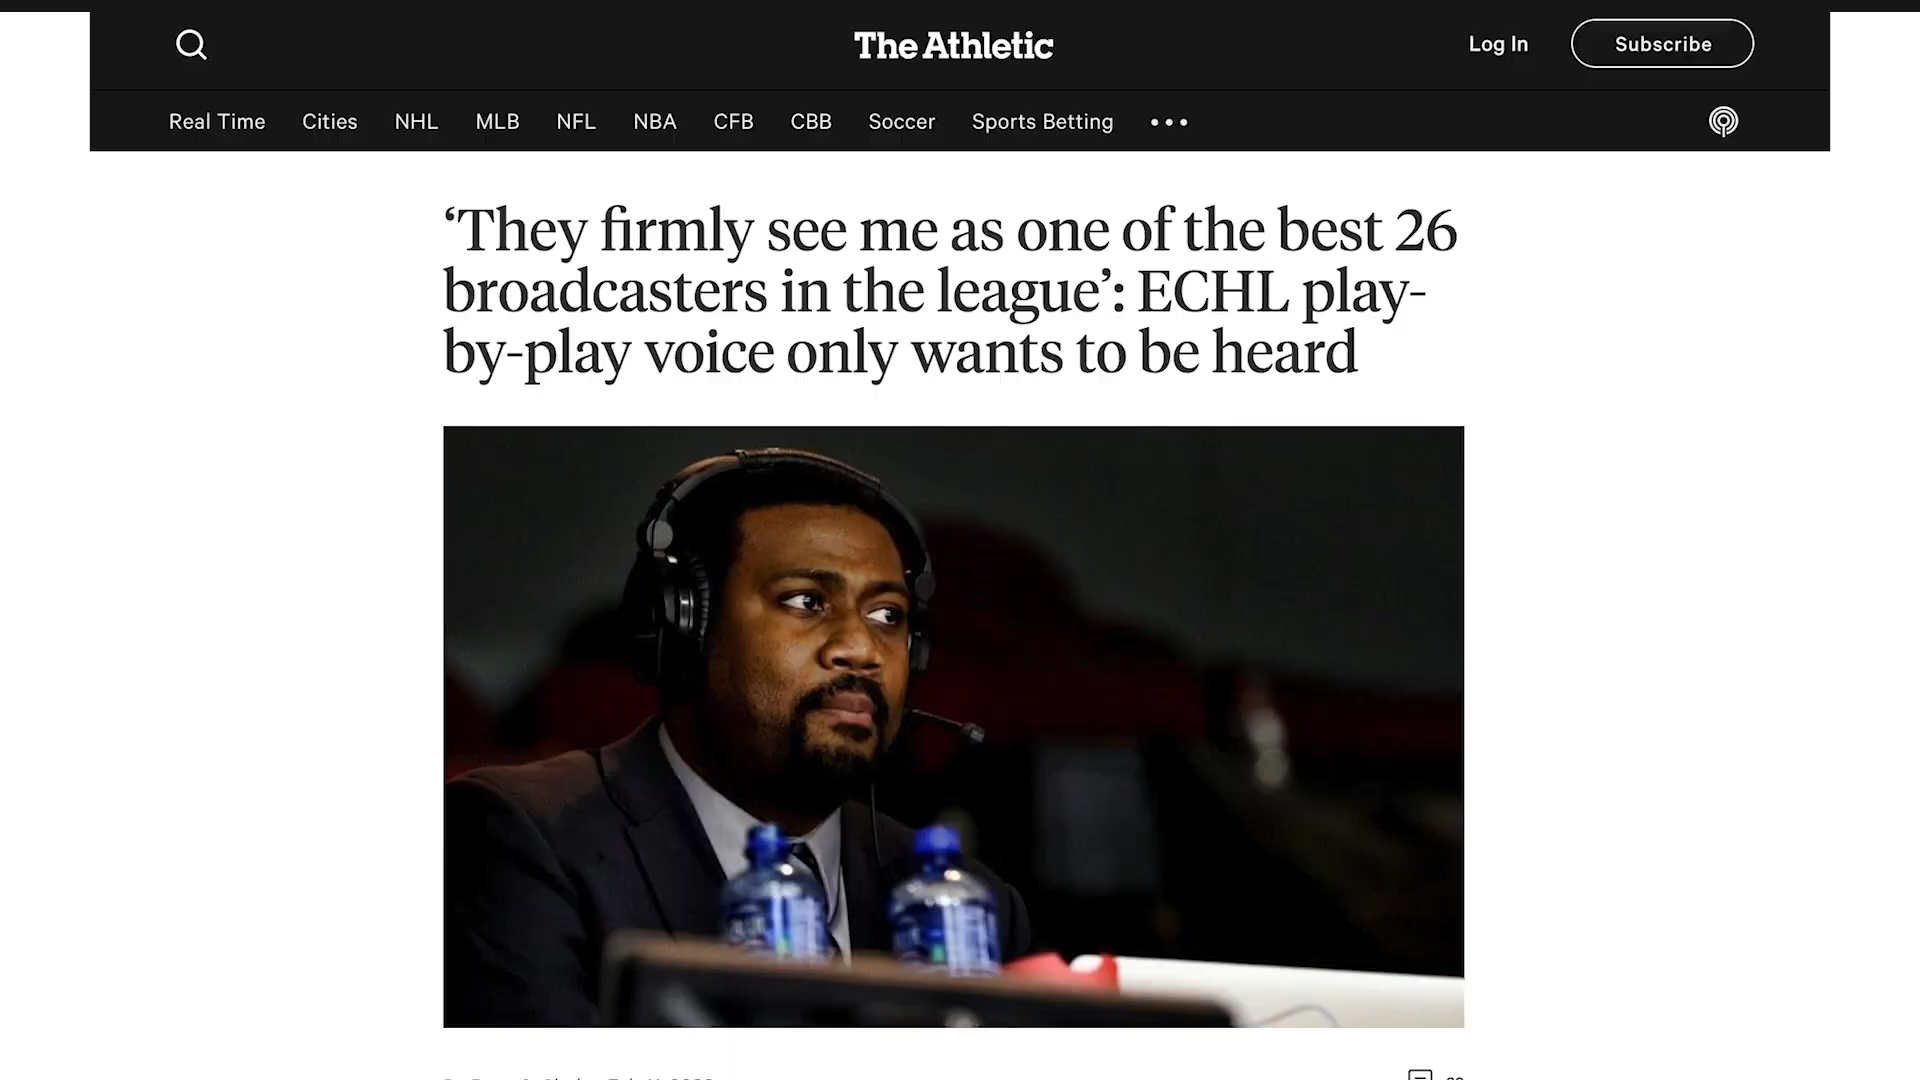 The Athletic
Log In
Subscribe
Real Time Cities NHL MLB NFL NBA CFB CBB Soccer Sports Betting
‘They firmly see me as one of the best 26
broadcasters in the league’: ECHL play-
by-play voice only wants to be heard